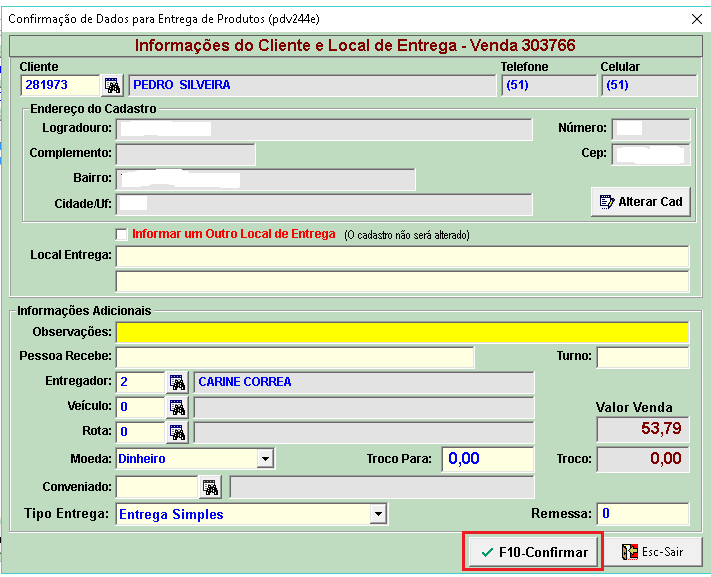 Confirmação de Dados para Entrega de Produtos (pdv244e)
Informações do Cliente e Local de Entrega - Venda 303766
Cliente Telefone Celular
281973 PEDRO SILVEIRA (51) (51)
Endereço do Cadastro
Logradouro: Número:
Complemento: Cep:
Bairro:
Cidade/Uf: Alterar Cad
Informar um Outro Local de Entrega (O cadastro não será alterado)
Local Entrega:
Informações Adicionais
Observações:
Pessoa Recebe: Turno:
Entregador: 2 CARINE CORREA
Veículo: 0 Valor Venda
Rota: 0 53,79
Moeda: Dinheiro Troco Para: 0,00 Troco: 0,00
Conveniado:
Tipo Entrega: Entrega Simples Remessa: 0
F10-Confirmar Esc-Sair